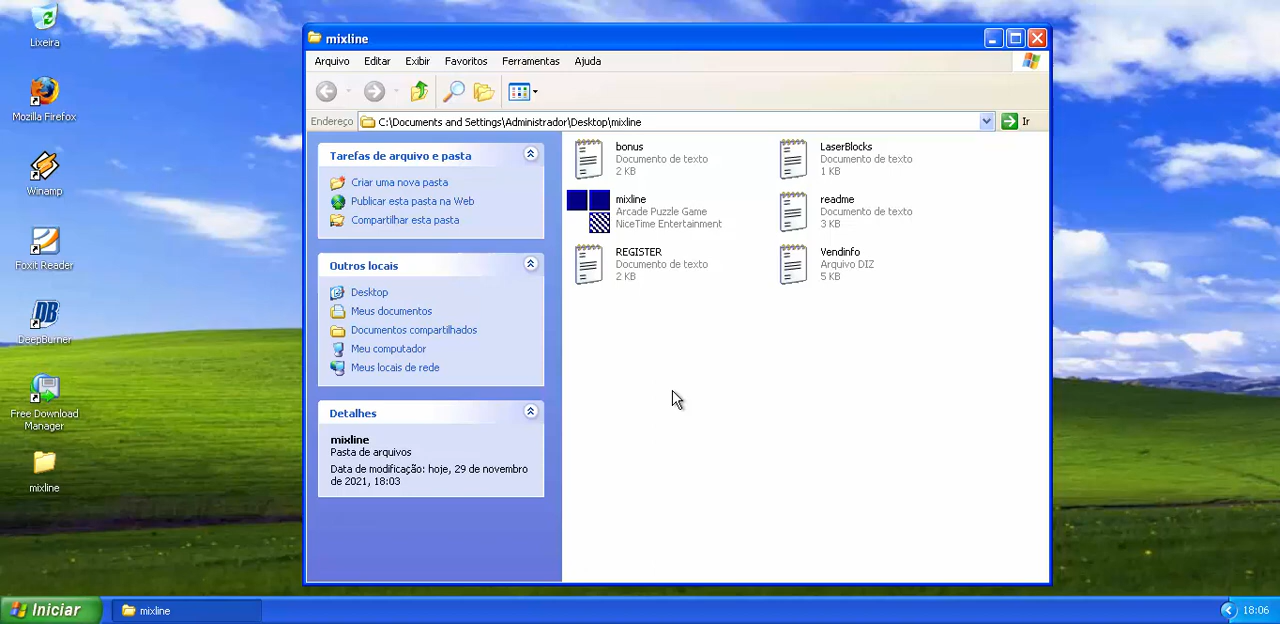 Lixeira
Mozilla Firefox
Winamp
Foxit Reader
DB
DeepBurner
Free Download
Manager
mixline
mixline
Arquivo Editar Exibir Favoritos Ferramentas Ajuda
Endereço C:\Documents and Settings\Administrador\Desktop\mixline Ir
Tarefas de arquivo e pasta
Criar uma nova pasta
Publicar esta pasta na Web
Compartilhar esta pasta
Outros locais
Desktop
Meus documentos
Documentos compartilhados
Meu computador
Meus locais de rede
Detalhes
mixline
Pasta de arquivos
Data de modificação: hoje, 29 de novembro
de 2021, 18:03
bonus
Documento de texto
2 KB
LaserBlocks
Documento de texto
1 KB
mixline
Arcade Puzzle Game
NiceTime Entertainment
readme
Documento de texto
3 KB
REGISTER
Documento de texto
2 KB
Vendinfo
Arquivo DIZ
5 KB
Iniciar
mixline
18:06